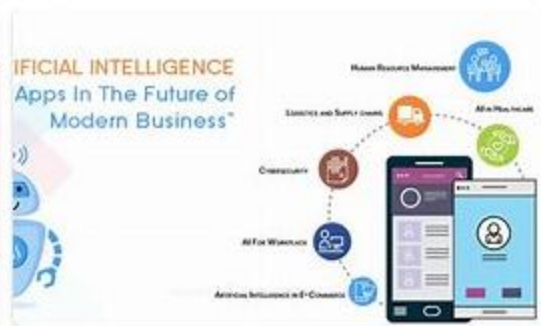 IFICIAL INTELLIGENCE
Apps In The Future of
Modern Business"
HUMAN RESOURCE MANAGEMENT
LOGISTICS AND SUPPLY CHAINS
AI IN HEALTHCARE
CYBERSECURITY
AI FOR WORKPLACE
ARTIFICIAL INTELLIGENCE IN E-COMMERCE